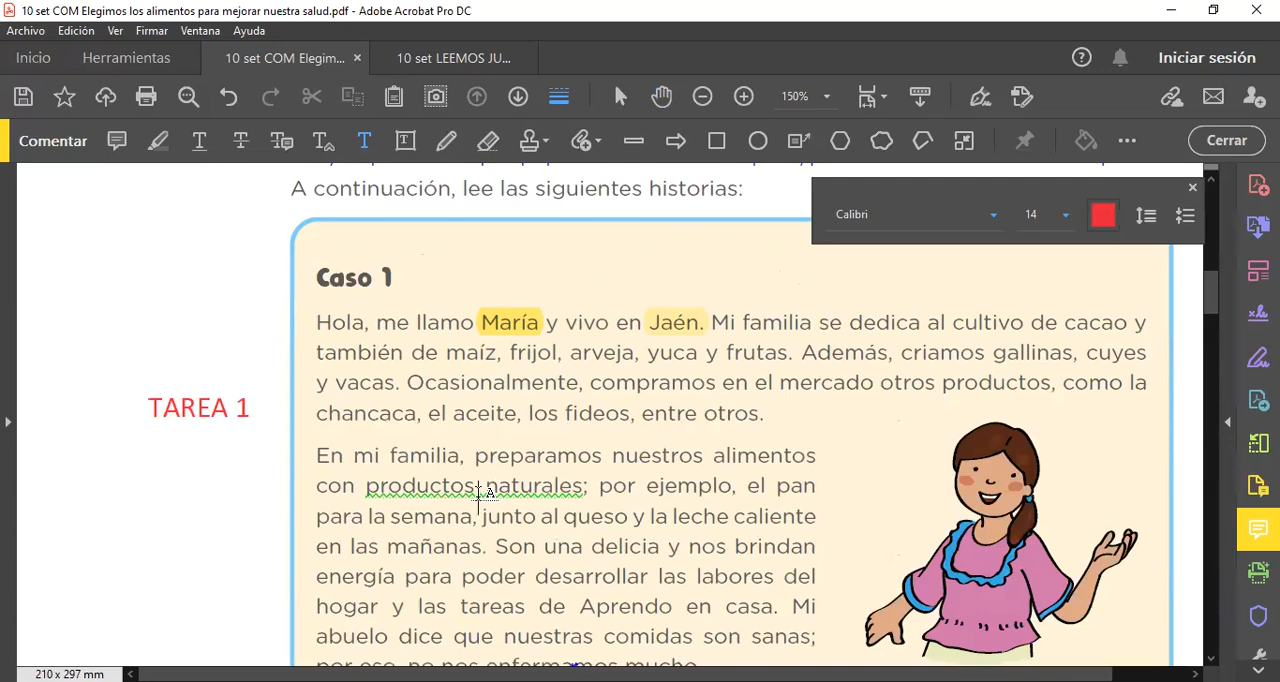 10 set COM Elegimos los alimentos para mejorar nuestra salud.pdf - Adobe Acrobat Pro DC
Archivo Edición Ver Firmar Ventana Ayuda
Inicio Herramientas 10 set COM Elegim... × 10 set LEEMOS JU... Iniciar sesión
150%
Comentar Cerrar
A continuación, lee las siguientes historias:
Calibri 14
Caso 1
Hola, me llamo María y vivo en Jaén. Mi familia se dedica al cultivo de cacao y
también de maíz, frijol, arveja, yuca y frutas. Además, criamos gallinas, cuyes
y vacas. Ocasionalmente, compramos en el mercado otros productos, como la
TAREA 1
chancaca, el aceite, los fideos, entre otros.
En mi familia, preparamos nuestros alimentos
con productos naturales; por ejemplo, el pan
para la semana, junto al queso y la leche caliente
en las mañanas. Son una delicia y nos brindan
energía para poder desarrollar las labores del
hogar y las tareas de Aprendo en casa. Mi
abuelo dice que nuestras comidas son sanas;
por eso, no nos enfermamos mucho.
210 x 297 mm